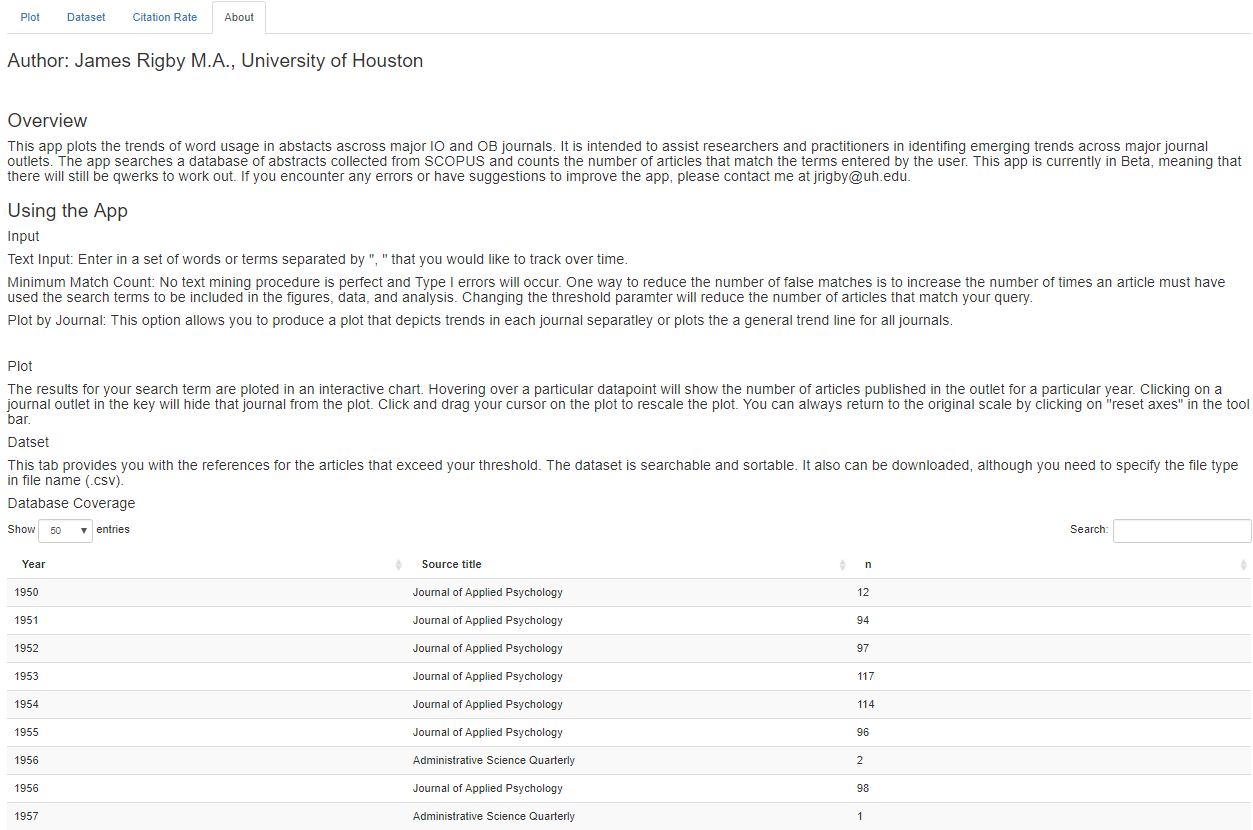 Plot Dataset Citation Rate About
Author: James Rigby M.A., University of Houston
Overview
This app plots the trends of word usage in abstacts ascross major IO and OB journals. It is intended to assist researchers and practitioners in identifing emerging trends across major journal
outlets. The app searches a database of abstracts collected from SCOPUS and counts the number of articles that match the terms entered by the user. This app is currently in Beta, meaning that
there will still be qwerks to work out. If you encounter any errors or have suggestions to improve the app, please contact me at jrigby@uh.edu.
Using the App
Input
Text Input: Enter in a set of words or terms separated by ", " that you would like to track over time.
Minimum Match Count: No text mining procedure is perfect and Type I errors will occur. One way to reduce the number of false matches is to increase the number of times an article must have
used the search terms to be included in the figures, data, and analysis. Changing the threshold paramter will reduce the number of articles that match your query.
Plot by Journal: This option allows you to produce a plot that depicts trends in each journal separatley or plots the a general trend line for all journals.
Plot
The results for your search term are ploted in an interactive chart. Hovering over a particular datapoint will show the number of articles published in the outlet for a particular year. Clicking on a
journal outlet in the key will hide that journal from the plot. Click and drag your cursor on the plot to rescale the plot. You can always return to the original scale by clicking on "reset axes" in the tool
bar.
Datset
This tab provides you with the references for the articles that exceed your threshold. The dataset is searchable and sortable. It also can be downloaded, although you need to specify the file type
in file name (.csv).
Database Coverage
Show 50 entries Search:
Year Source title n
1950 Journal of Applied Psychology 12
1951 Journal of Applied Psychology 94
1952 Journal of Applied Psychology 97
1953 Journal of Applied Psychology 117
1954 Journal of Applied Psychology 114
1955 Journal of Applied Psychology 96
1956 Administrative Science Quarterly 2
1956 Journal of Applied Psychology 98
1957 Administrative Science Quarterly 1